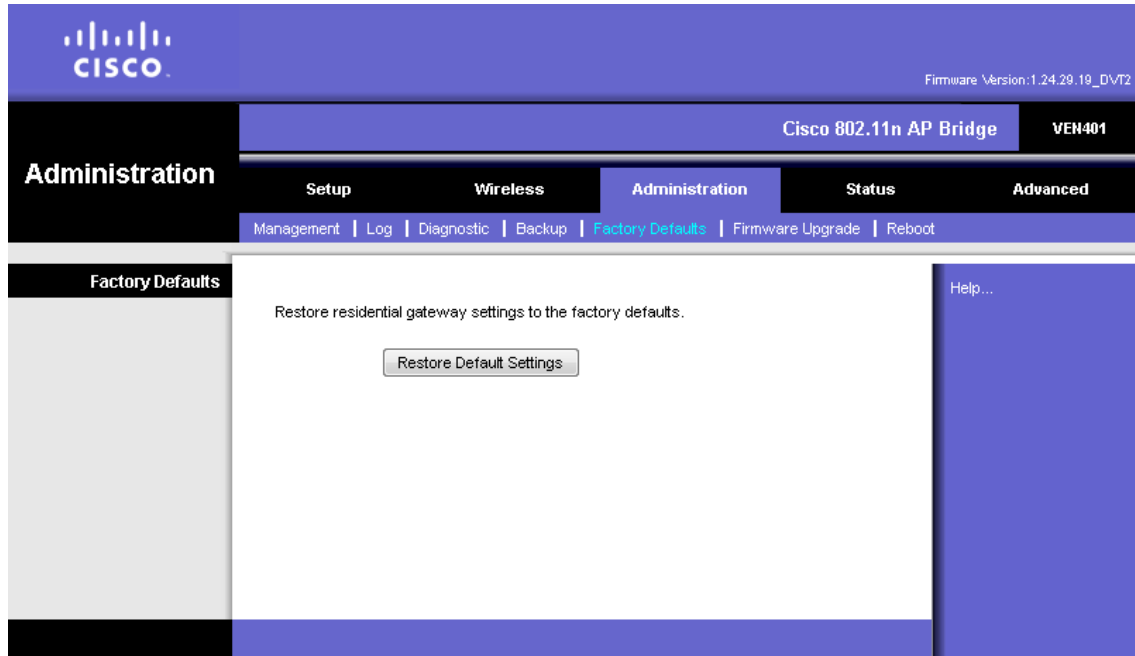 CISCO.
Firmware Version:1.24.29.19_DVT2
Cisco 802.11n AP Bridge
VEN401
Administration
Setup
Wireless
Administration
Status
Advanced
Management | Log | Diagnostic | Backup | Factory Defaults | Firmware Upgrade | Reboot
Factory Defaults
Help...
Restore residential gateway settings to the factory defaults.
Restore Default Settings